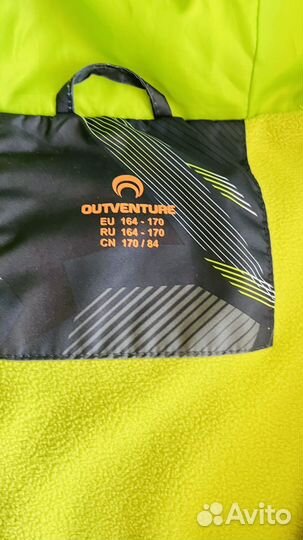 OUTVENTURE
EU 164 - 170
RU 164 - 170
CN 170 / 84
Avito